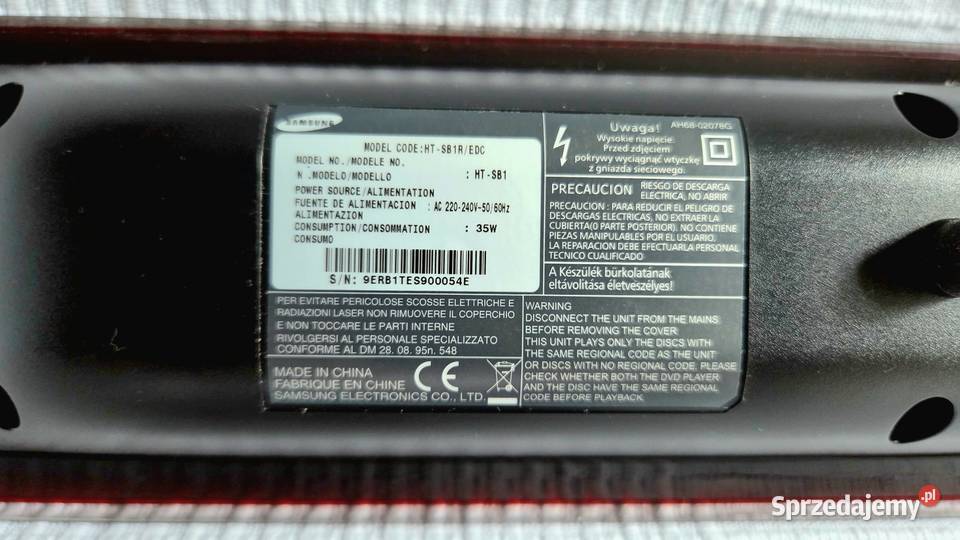 SAMSUNG
MODEL CODE:HT-SB1R/EDC
MODEL NO./MODELE NO.
N .MODELO/MODELLO : HT-SB1
POWER SOURCE/ALIMENTATION
FUENTE DE ALIMENTACION : AC 220-240V~50/60Hz
ALIMENTAZION
CONSUMPTION/CONSOMMATION : 35W
CONSUMO
S/N: 9ERB1TES900054E
Uwaga! AH68-02078G
Wysokie napięcie.
Przed zdjęciem
pokrywy wyciągnąć wtyczkę
z gniazda sieciowego.
PRECAUCION RIESGO DE DESCARGA
ELECTRICA, NO ABRIR
PRECAUCION : PARA REDUCIR EL PELIGRO DE
DESCARGAS ELECTRICAS, NO EXTRAER LA
CUBIERTA(0 PARTE POSTERIOR). NO CONTIENE
PIEZAS MANIPULABLES POR EL USUARIO.
LA REPARACION DEBE EFECTUARLA PERSONAL
TECNICO CUALIFICADO
A Készülék bürkolatának
eltávolitása életveszélyes!
PER EVITARE PERICOLOSE SCOSSE ELETTRICHE E
RADIAZIONI LASER NON RIMUOVERE IL COPERCHIO
E NON TOCCARE LE PARTI INTERNE
RIVOLGERSI AL PERSONALE SPECIALIZZATO
CONFORME AL DM 28. 08. 95n. 548
MADE IN CHINA
FABRIQUÉ EN CHINE
SAMSUNG ELECTRONICS CO., LTD.
CE
WARNING
DISCONNECT THE UNIT FROM THE MAINS
BEFORE REMOVING THE COVER
THIS UNIT PLAYS ONLY THE DISCS WITH
THE SAME REGIONAL CODE AS THE UNIT
OR DISCS WITH NO REGIONAL CODE. PLEASE
CHECK WHETHER BOTH THE DVD PLAYER
AND THE DISC HAVE THE SAME REGIONAL
CODE BEFORE PLAYBACK.
Sprzedajemy.pl